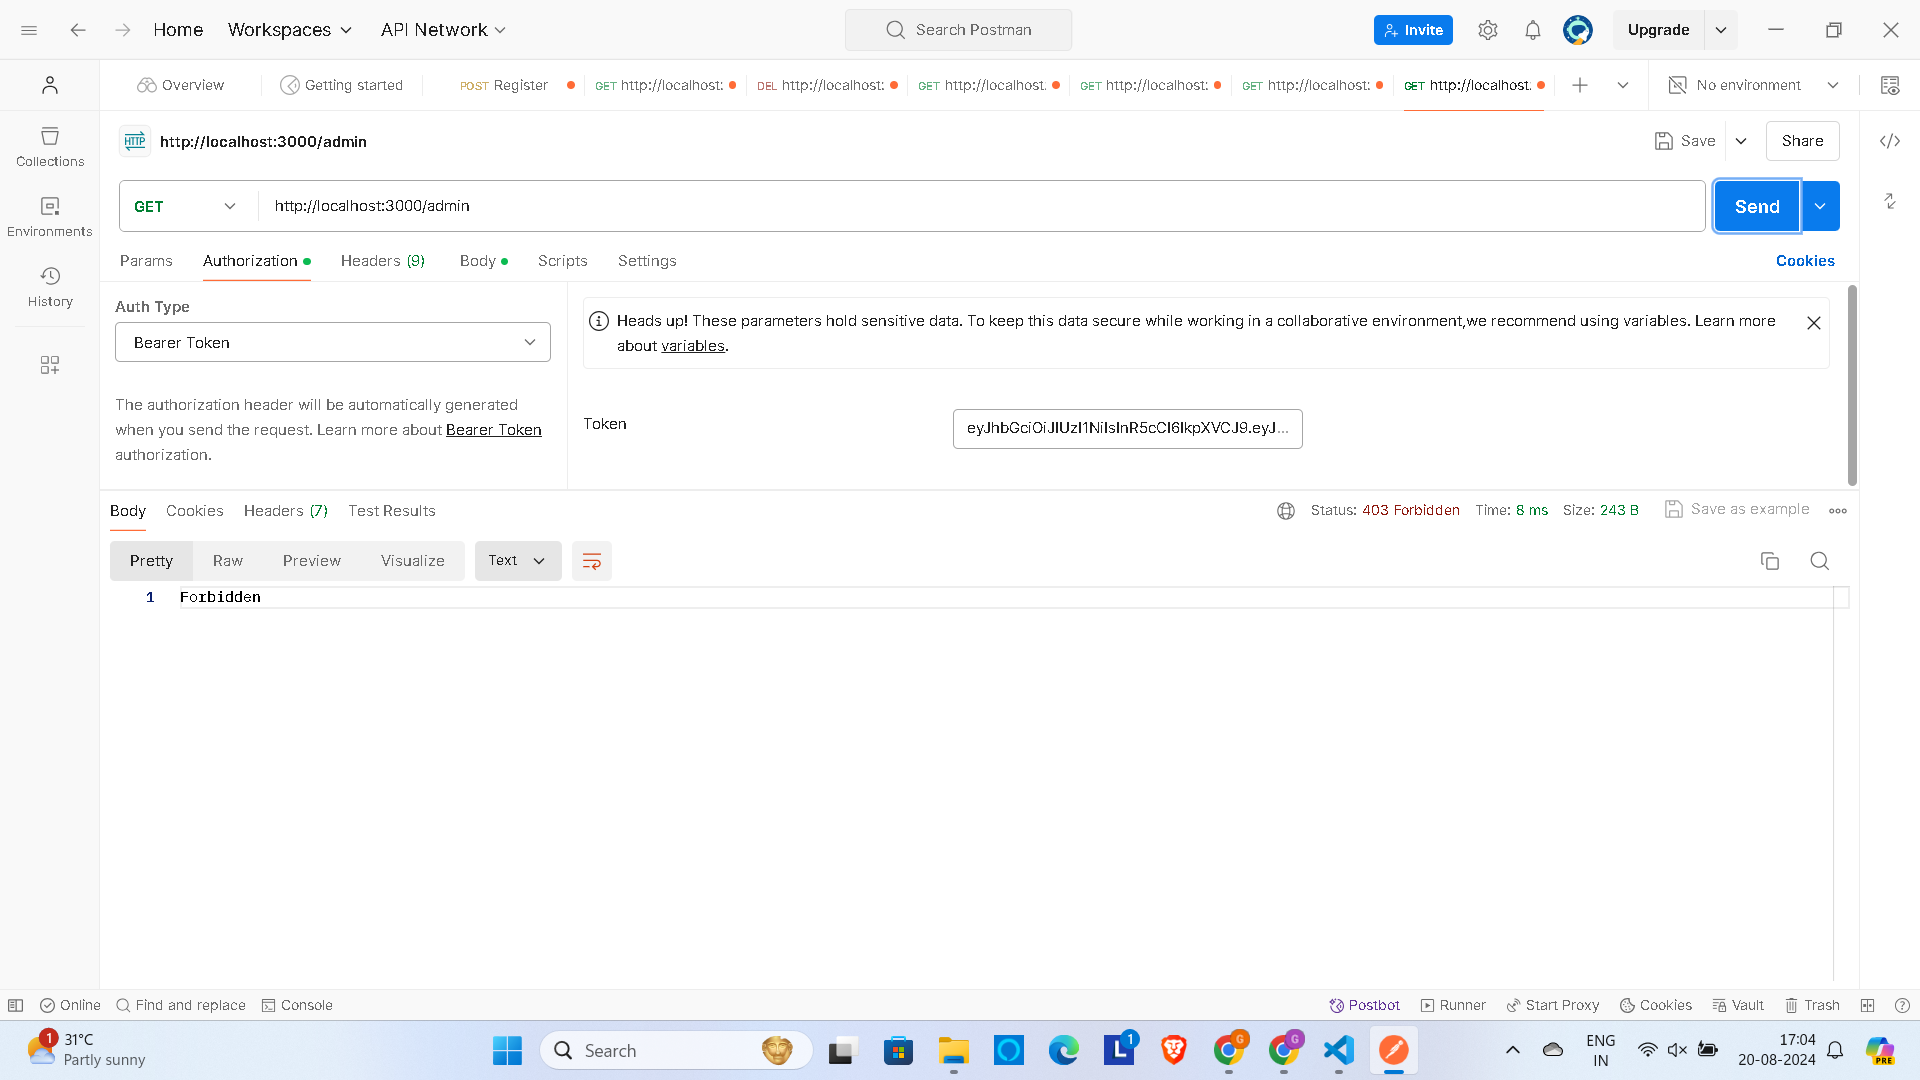 Home Workspaces API Network Search Postman Invite Upgrade
Overview Getting started POST Register GET http://localhost: DEL http://localhost: GET http://localhost: GET http://localhost: GET http://localhost: GET http://localhost. No environment
HTTP http://localhost:3000/admin Save Share
Collections
GET http://localhost:3000/admin Send
Environments
Params Authorization Headers (9) Body Scripts Settings Cookies
History
Auth Type
Bearer Token
Heads up! These parameters hold sensitive data. To keep this data secure while working in a collaborative environment,we recommend using variables. Learn more
about variables.
The authorization header will be automatically generated
when you send the request. Learn more about Bearer Token
authorization.
Token eyJhbGciOiJIUzI1NiIsInR5cCI6IkpXVCJ9.eyJ...
Body Cookies Headers (7) Test Results Status: 403 Forbidden Time: 8 ms Size: 243 B Save as example
Pretty Raw Preview Visualize Text
1 Forbidden
Online Find and replace Console Postbot Runner Start Proxy Cookies Vault Trash
1 31°C
Partly sunny
Search
L 1 G G
ENG
IN
17:04
20-08-2024
PRE